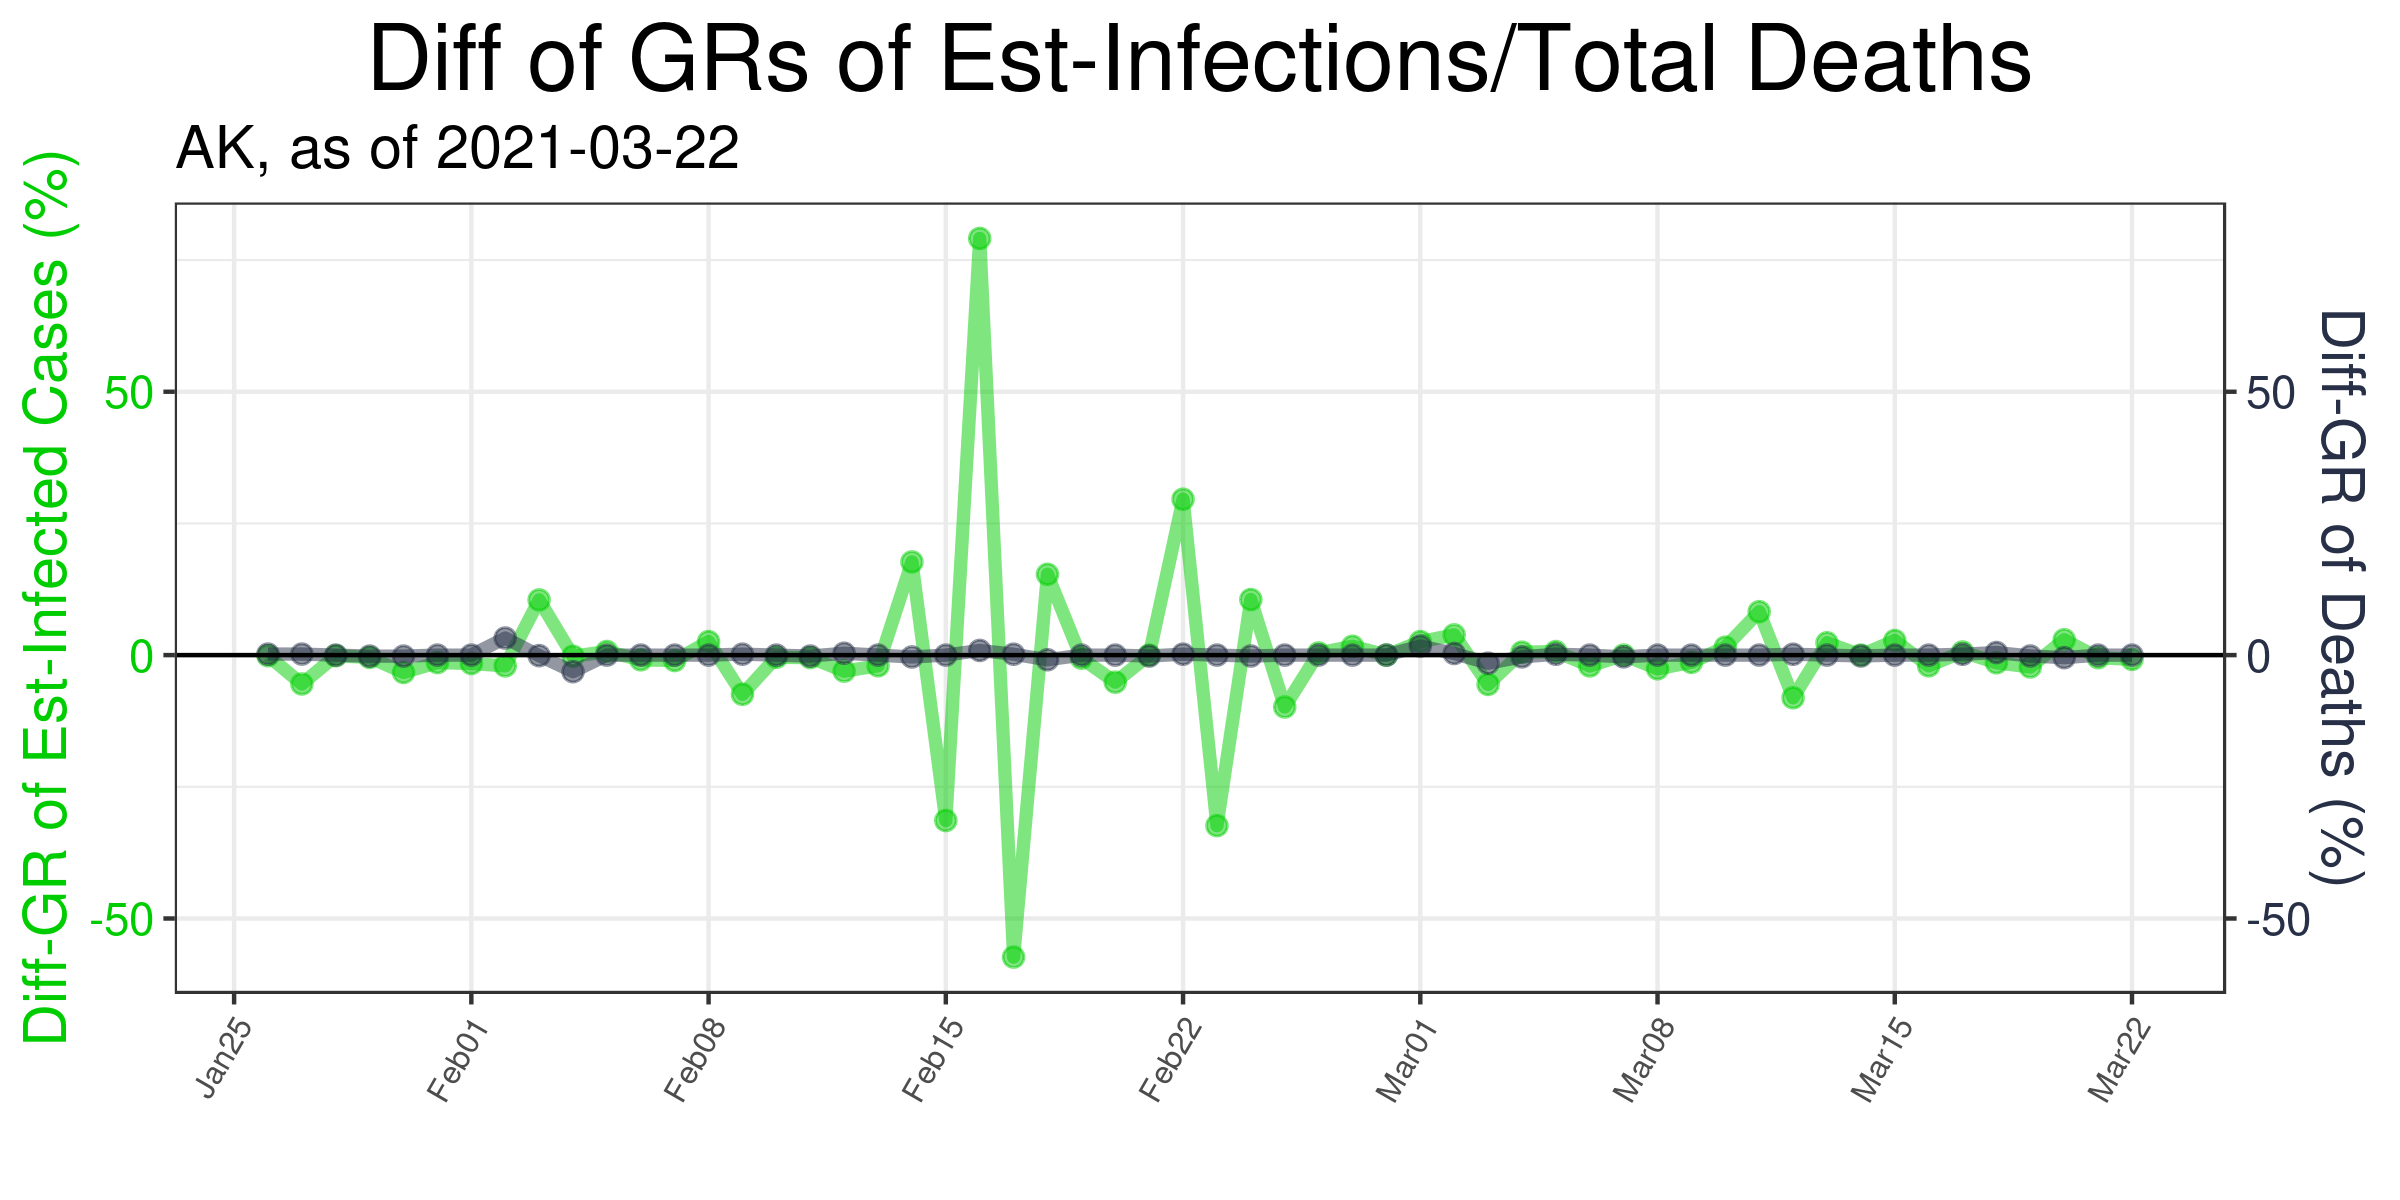 Diff of GRs of Est-Infections/Total Deaths
AK, as of 2021-03-22
Diff-GR of Est-Infected Cases (%)
50
0
-50
50
0
-50
Diff-GR of Deaths (%)
Jan25
Feb01
Feb08
Feb15
Feb22
Mar01
Mar08
Mar15
Mar22